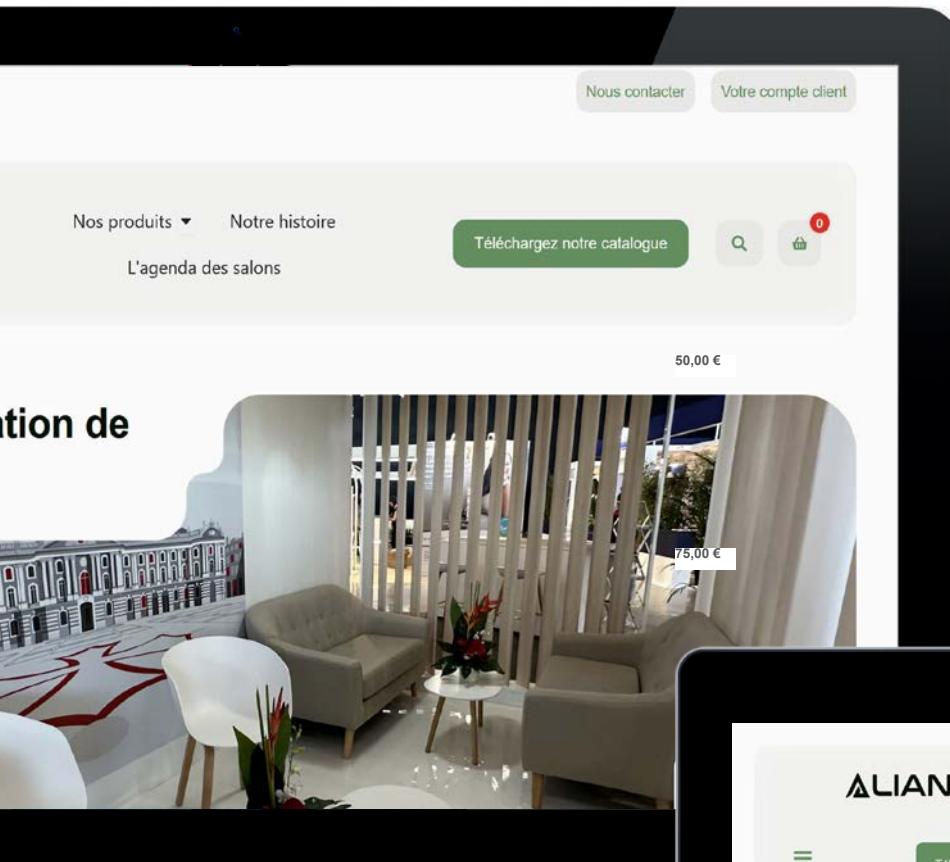 Nous contacter
Votre compte client
Nos produits
Notre histoire
Téléchargez notre catalogue
0
L'agenda des salons
50,00 €
tion de
75,00 €
ALIAN